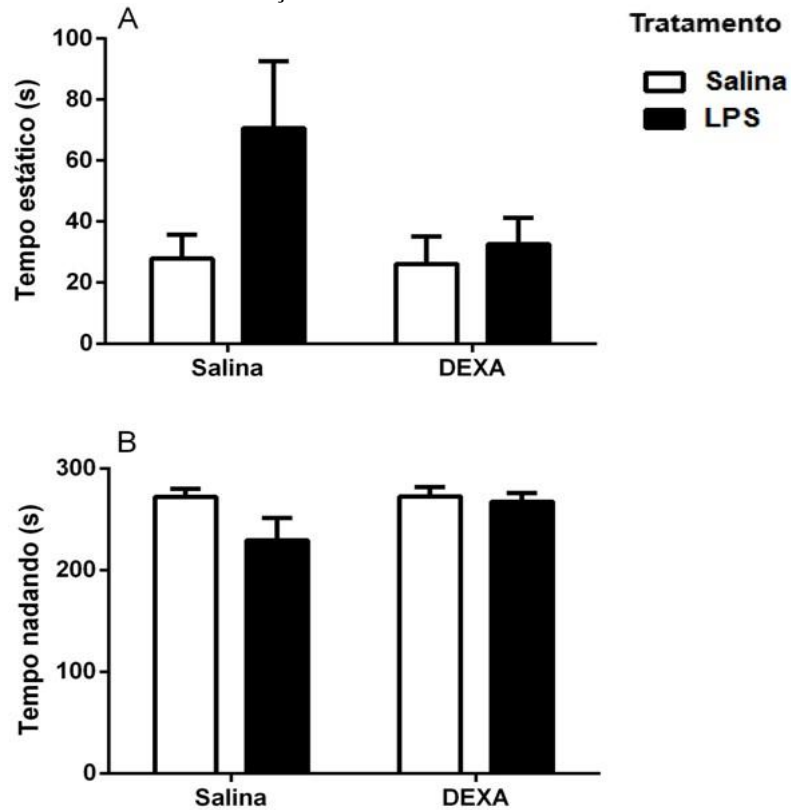 A
Tempo estático (s)
100
80
60
40
20
0
Salina
DEXA
Tratamento
Salina
LPS
B
Tempo nadando (s)
300
200
100
0
Salina
DEXA